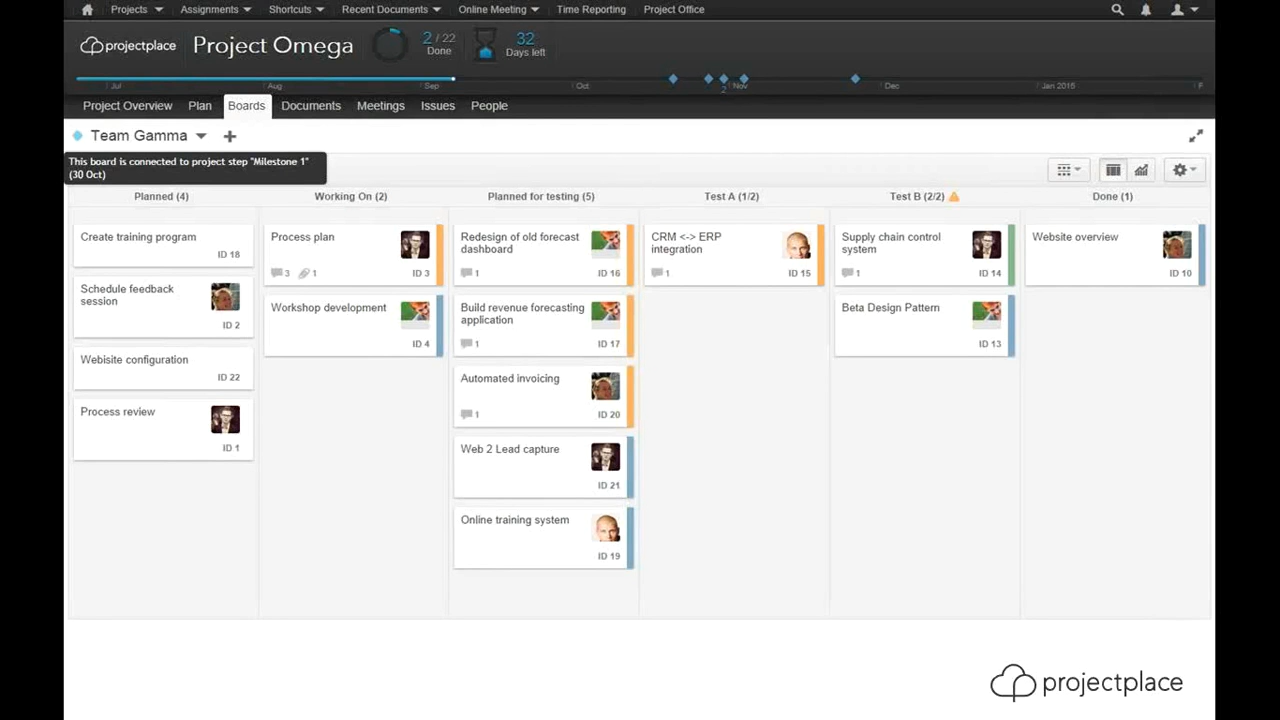 Projects
Assignments
Shortcuts
Recent Documents
Online Meeting
Time Reporting
Project Office
projectplace
Project Omega
2 / 22
Done
32
Days left
Jul
Aug
Sep
Oct
2
Nov
Dec
Jan 2015
F
Project Overview
Plan
Boards
Documents
Meetings
Issues
People
Team Gamma
This board is connected to project step "Milestone 1"
(30 Oct)
Planned (4)
Working On (2)
Planned for testing (5)
Test A (1/2)
Test B (2/2)
Done (1)
Create training program
ID 18
Schedule feedback
session
ID 2
Webisite configuration
ID 22
Process review
ID 1
Process plan
3
1
ID 3
Workshop development
ID 4
Redesign of old forecast
dashboard
1
ID 16
Build revenue forecasting
application
1
ID 17
Automated invoicing
1
ID 20
Web 2 Lead capture
ID 21
Online training system
ID 19
CRM <-> ERP
integration
1
ID 15
Supply chain control
system
1
ID 14
Beta Design Pattern
ID 13
Website overview
ID 10
projectplace